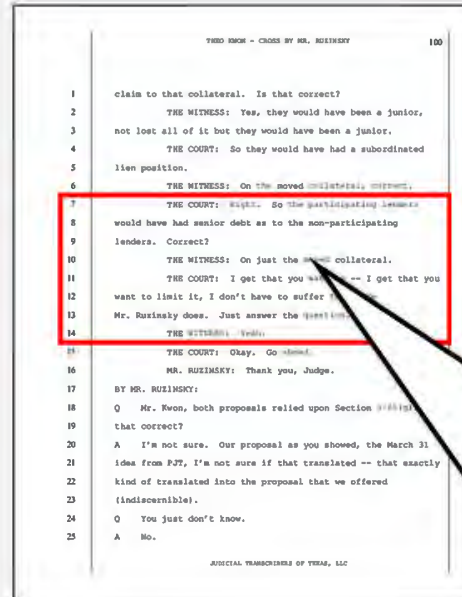 THEO KWON - CROSS BY MR. RUZINSKY 100
1 claim to that collateral. Is that correct?
2 THE WITNESS: Yes, they would have been a junior,
3 not lost all of it but they would have been a junior.
4 THE COURT: So they would have had a subordinated
5 lien position.
6 THE WITNESS: On the moved collateral, correct.
7 THE COURT: Right. So the participating lenders
8 would have had senior debt as to the non-participating
9 lenders. Correct?
10 THE WITNESS: On just the moved collateral.
11 THE COURT: I get that you -- I get that you
12 want to limit it, I don't have to suffer
13 Mr. Ruzinsky does. Just answer the question.
14 THE WITNESS: Yeah.
15 THE COURT: Okay. Go ahead.
16 MR. RUZINSKY: Thank you, Judge.
17 BY MR. RUZINSKY:
18 Q Mr. Kwon, both proposals relied upon Section
19 that correct?
20 A I'm not sure. Our proposal as you showed, the March 31
21 idea from PJT, I'm not sure if that translated -- that exactly
22 kind of translated into the proposal that we offered
23 (indiscernible).
24 Q You just don't know.
25 A No.
JUDICIAL TRANSCRIBERS OF TEXAS, LLC